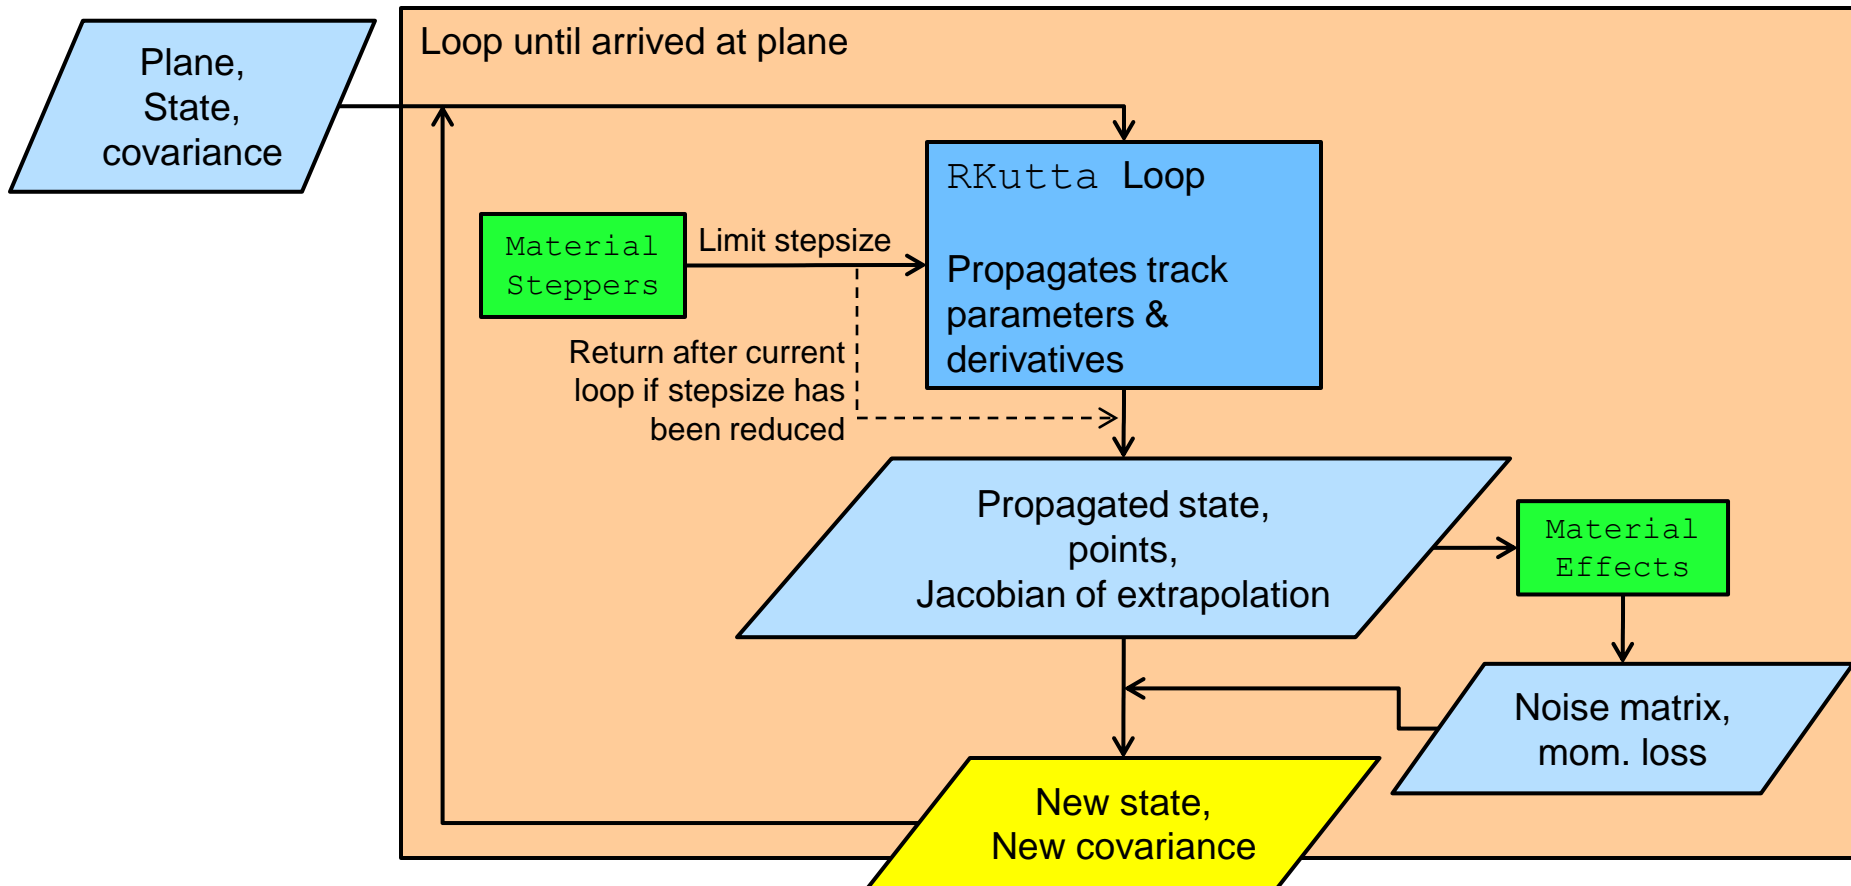 Plane,
State,
covariance
Loop until arrived at plane
RKutta Loop
Propagates track
parameters &
derivatives
Material
Steppers
Limit stepsize
Return after current
loop if stepsize has
been reduced
Propagated state,
points,
Jacobian of extrapolation
Material
Effects
Noise matrix,
mom. loss
New state,
New covariance